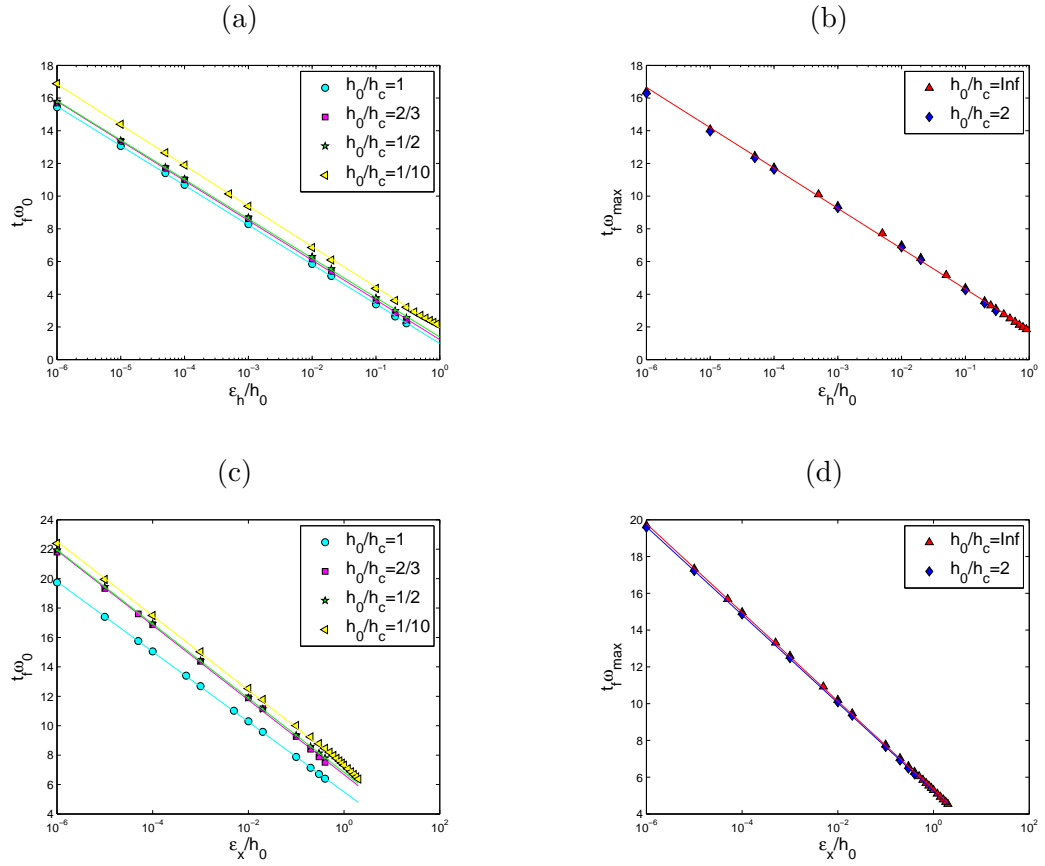 (a)
18
16
14
12
10
8
6
4
2
0
t_fω_0
10^−6
10^−5
10^−4
10^−3
10^−2
10^−1
10^0
ε_h/h_0
h_0/h_c=1
h_0/h_c=2/3
h_0/h_c=1/2
h_0/h_c=1/10
(b)
18
16
14
12
10
8
6
4
2
0
t_fω_max
10^−6
10^−5
10^−4
10^−3
10^−2
10^−1
10^0
ε_h/h_0
h_0/h_c=Inf
h_0/h_c=2
(c)
24
22
20
18
16
14
12
10
8
6
4
t_fω_0
10^−6
10^−4
10^−2
10^0
10^2
ε_x/h_0
h_0/h_c=1
h_0/h_c=2/3
h_0/h_c=1/2
h_0/h_c=1/10
(d)
20
18
16
14
12
10
8
6
4
t_fω_max
10^−6
10^−4
10^−2
10^0
10^2
ε_x/h_0
h_0/h_c=Inf
h_0/h_c=2